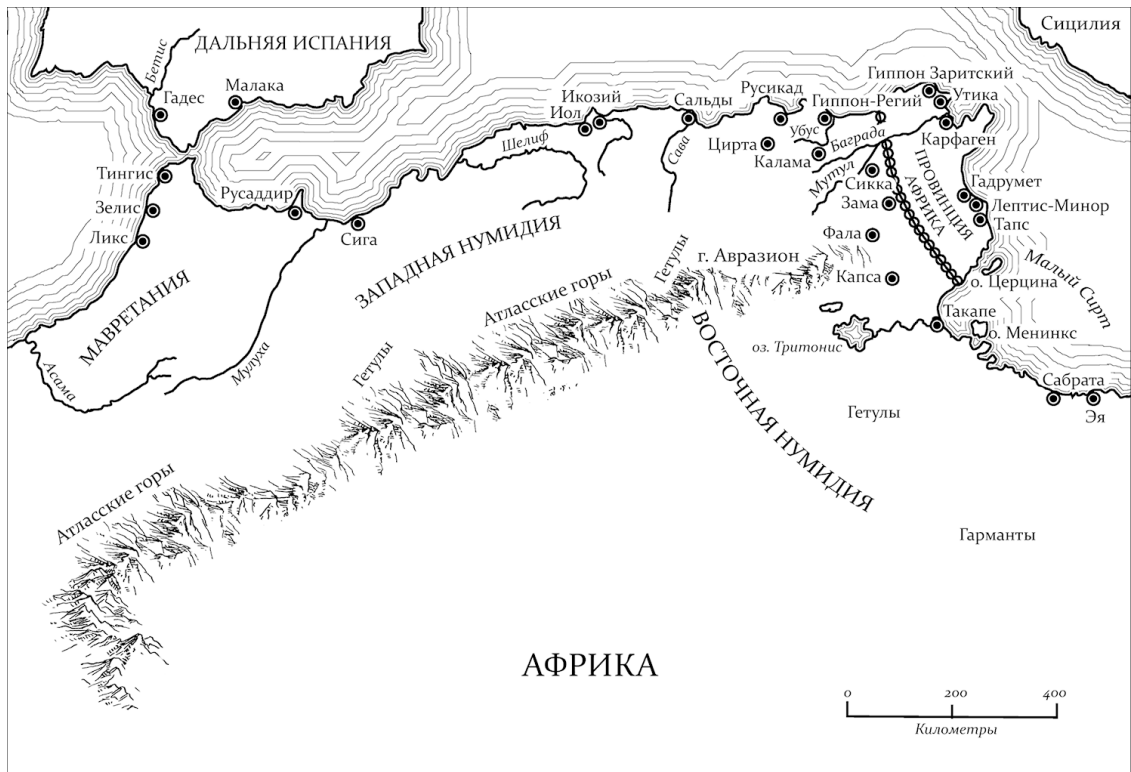 Сицилия
ДАЛЬНЯЯ ИСПАНИЯ
Бетис
Малака
Гадес
Гиппон Заритский
Русикад
Утика
Икозий
Сальды
Гиппон-Регий
Иол
Убус
Баграда
Карфаген
Шелиф
Сава
Цирта
Калама
Мутул
ПРОВИНЦИЯ
АФРИКА
Тингис
Сикка
Гадрумет
Русаддир
Зама
Лептис-Минор
Зелис
Тапс
Ликс
Сига
Фала
ЗАПАДНАЯ НУМИДИЯ
Гетулы
г. Авразион
Малый Сирт
Капса
о. Церцина
МАВРЕТАНИЯ
Атласские горы
Такапе
о. Менинкс
ВОСТОЧНАЯ НУМИДИЯ
оз. Тритонис
Асама
Мулуха
Гетулы
Сабрата
Гетулы
Эя
Атласские горы
Гарманты
АФРИКА
0 200 400
Километры